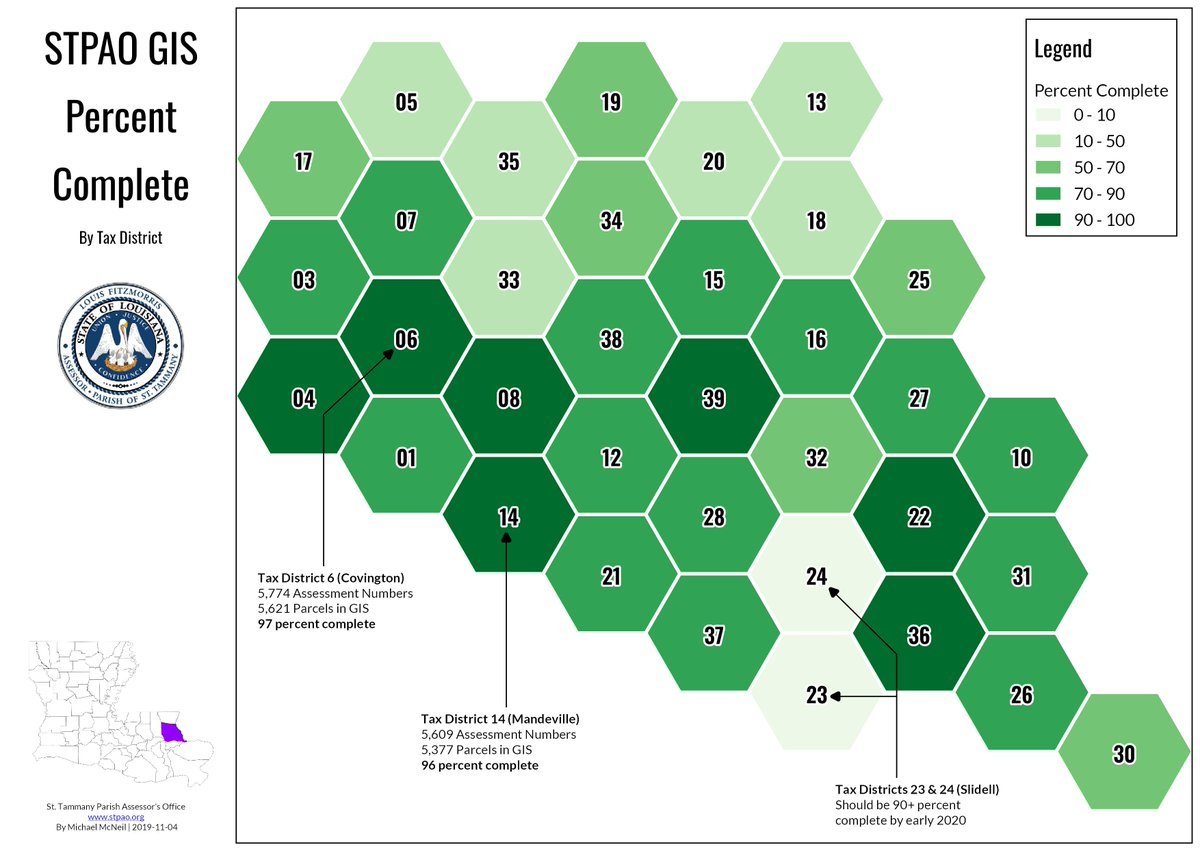 STPAO GIS
Percent
Complete
By Tax District
LOUIS FITZMORRIS
STATE OF LOUISIANA
UNION · JUSTICE
CONFIDENCE
ASSESSOR · PARISH OF ST. TAMMANY
St. Tammany Parish Assessor's Office
www.stpao.org
By Michael McNeil | 2019-11-04
Legend
Percent Complete
0 - 10
10 - 50
50 - 70
70 - 90
90 - 100
05
19
13
17
35
20
07
34
18
03
33
15
25
06
38
16
04
08
39
27
01
12
32
10
14
28
22
21
24
31
37
36
23
26
30
Tax District 6 (Covington)
5,774 Assessment Numbers
5,621 Parcels in GIS
97 percent complete
Tax District 14 (Mandeville)
5,609 Assessment Numbers
5,377 Parcels in GIS
96 percent complete
Tax Districts 23 & 24 (Slidell)
Should be 90+ percent
complete by early 2020